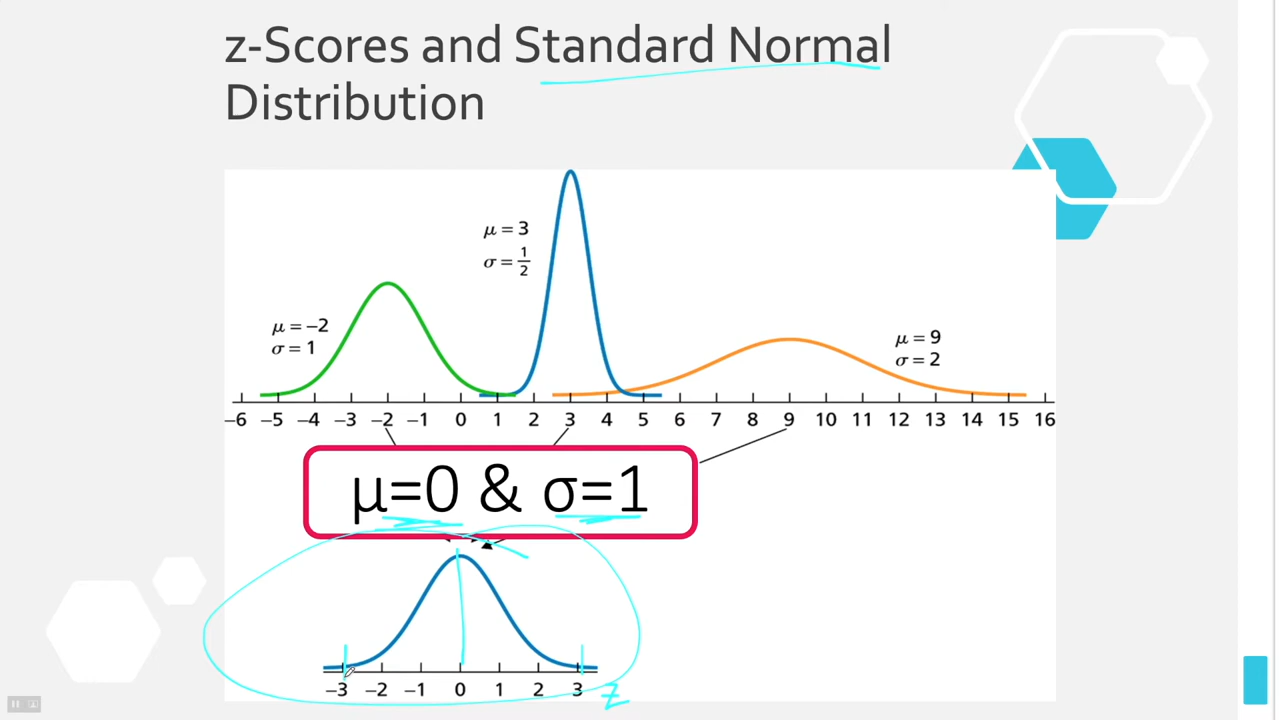 z-Scores and Standard Normal
Distribution
μ = 3
σ = 1/2
μ = –2
σ = 1
μ = 9
σ = 2
–6 –5 –4 –3 –2 –1 0 1 2 3 4 5 6 7 8 9 10 11 12 13 14 15 16
μ=0 & σ=1
–3 –2 –1 0 1 2 3 z